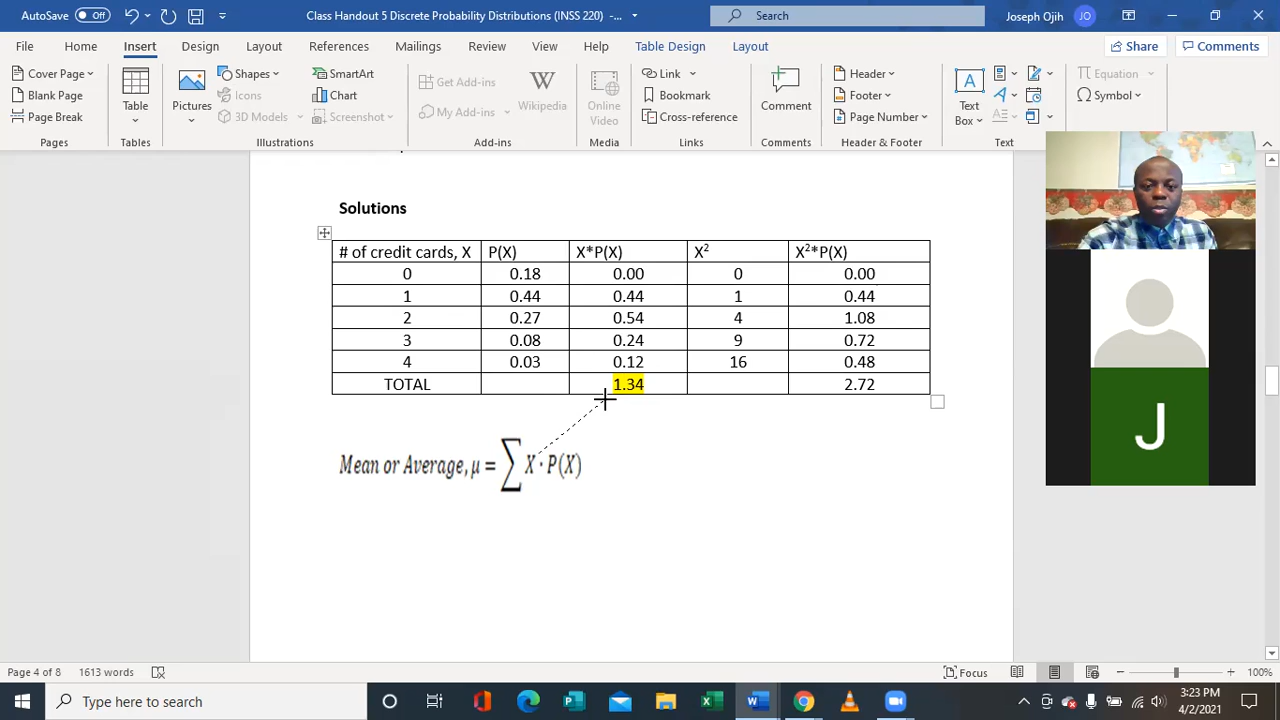 AutoSave Off Class Handout 5 Discrete Probability Distributions (INSS 220) -... Search Joseph Ojih JO
File Home Insert Design Layout References Mailings Review View Help Table Design Layout Share Comments
Cover Page
Blank Page
Page Break
Pages
Table
Tables
Pictures
Shapes
Icons
3D Models
SmartArt
Chart
Screenshot
Illustrations
Get Add-ins
My Add-ins
Wikipedia
Add-ins
Online
Video
Media
Link
Bookmark
Cross-reference
Links
Comment
Comments
Header
Footer
Page Number
Header & Footer
Text
Box
Text
Equation
Symbol
Symbols
Solutions
# of credit cards, X P(X) X*P(X) X² X²*P(X)
0 0.18 0.00 0 0.00
1 0.44 0.44 1 0.44
2 0.27 0.54 4 1.08
3 0.08 0.24 9 0.72
4 0.03 0.12 16 0.48
TOTAL 1.34 2.72
Mean or Average, μ = ∑ X · P(X)
J
Page 4 of 8 1613 words Focus 100%
Type here to search
3:23 PM
4/2/2021